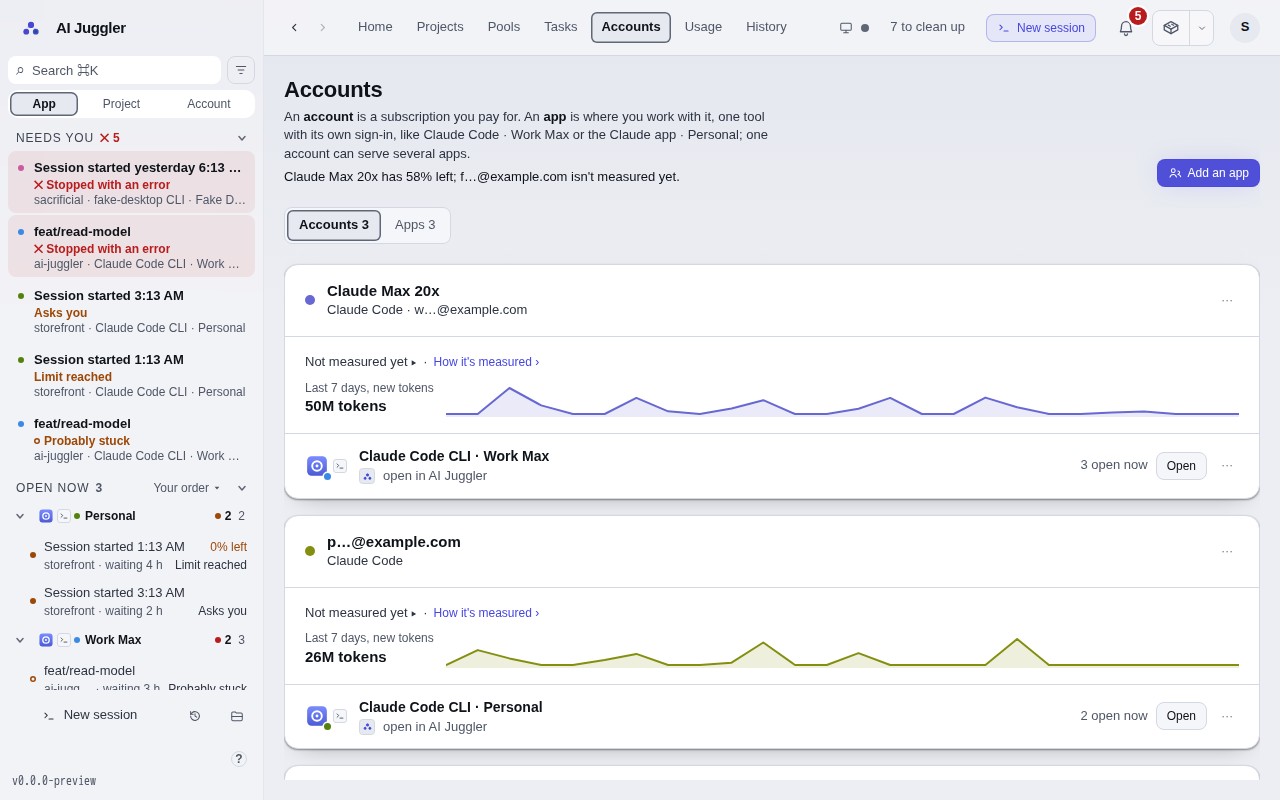 AI Juggler
Search ⌘K
App Project Account
NEEDS YOU 5
Session started yesterday 6:13 …
Stopped with an error
sacrificial · fake-desktop CLI · Fake D…
feat/read-model
Stopped with an error
ai-juggler · Claude Code CLI · Work …
Session started 3:13 AM
Asks you
storefront · Claude Code CLI · Personal
Session started 1:13 AM
Limit reached
storefront · Claude Code CLI · Personal
feat/read-model
Probably stuck
ai-juggler · Claude Code CLI · Work …
OPEN NOW 3 Your order
Personal 2 2
Session started 1:13 AM 0% left
storefront · waiting 4 h Limit reached
Session started 3:13 AM
storefront · waiting 2 h Asks you
Work Max 2 3
feat/read-model
ai-jugg… · waiting 3 h Probably stuck
New session
?
v0.0.0-preview
Home Projects Pools Tasks Accounts Usage History
7 to clean up
New session
5
S
Accounts
An account is a subscription you pay for. An app is where you work with it, one tool
with its own sign-in, like Claude Code · Work Max or the Claude app · Personal; one
account can serve several apps.
Claude Max 20x has 58% left; f…@example.com isn't measured yet.
Add an app
Accounts 3 Apps 3
Claude Max 20x
Claude Code · w…@example.com
Not measured yet ▸ · How it's measured ›
Last 7 days, new tokens
50M tokens
Claude Code CLI · Work Max
open in AI Juggler
3 open now Open
p…@example.com
Claude Code
Not measured yet ▸ · How it's measured ›
Last 7 days, new tokens
26M tokens
Claude Code CLI · Personal
open in AI Juggler
2 open now Open